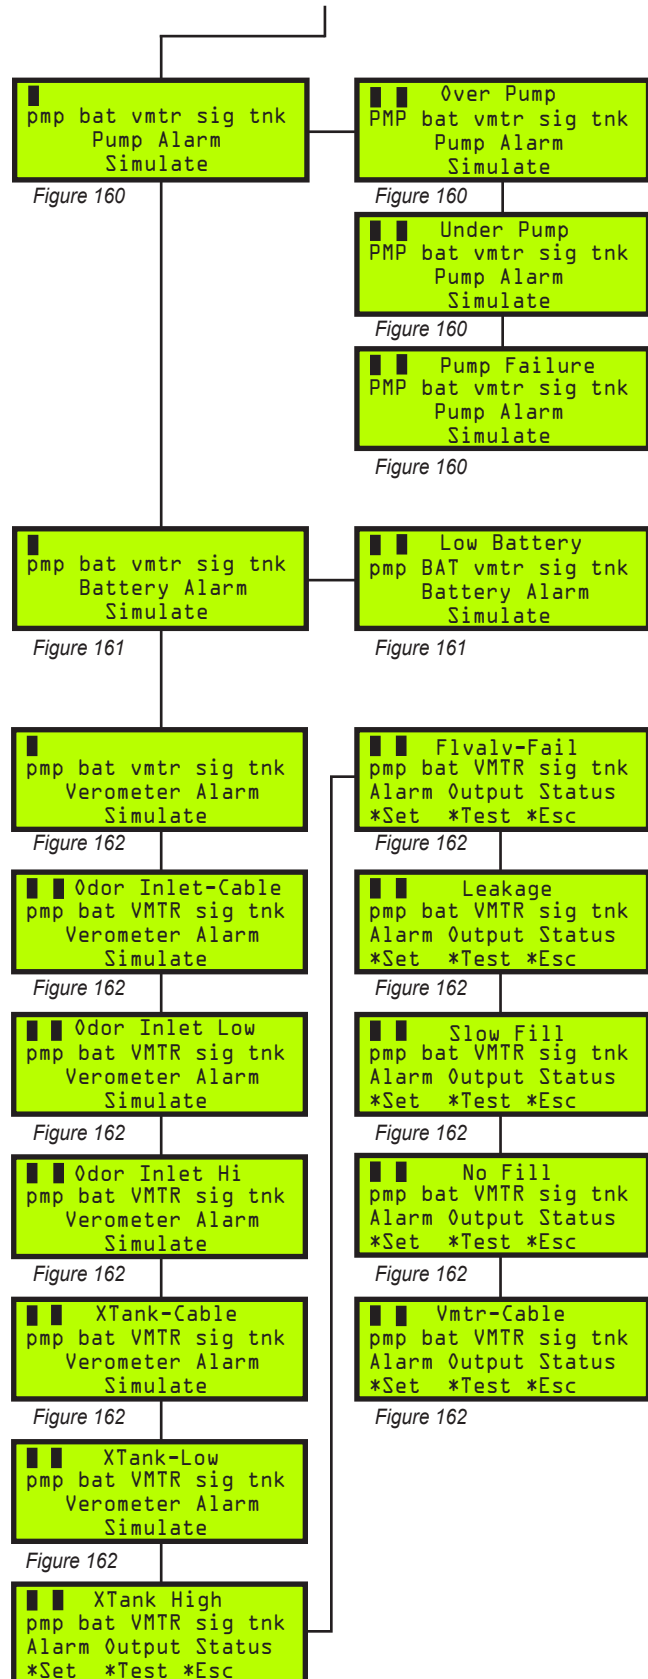 pmp bat vmtr sig tnk
Pump Alarm
Simulate
Figure 160
Over Pump
PMP bat vmtr sig tnk
Pump Alarm
Simulate
Figure 160
Under Pump
PMP bat vmtr sig tnk
Pump Alarm
Simulate
Figure 160
Pump Failure
PMP bat vmtr sig tnk
Pump Alarm
Simulate
Figure 160
pmp bat vmtr sig tnk
Battery Alarm
Simulate
Figure 161
Low Battery
pmp BAT vmtr sig tnk
Battery Alarm
Simulate
Figure 161
pmp bat vmtr sig tnk
Verometer Alarm
Simulate
Figure 162
Odor Inlet-Cable
pmp bat VMTR sig tnk
Verometer Alarm
Simulate
Figure 162
Odor Inlet Low
pmp bat VMTR sig tnk
Verometer Alarm
Simulate
Figure 162
Odor Inlet Hi
pmp bat VMTR sig tnk
Verometer Alarm
Simulate
Figure 162
XTank-Cable
pmp bat VMTR sig tnk
Verometer Alarm
Simulate
Figure 162
XTank-Low
pmp bat VMTR sig tnk
Verometer Alarm
Simulate
Figure 162
XTank High
pmp bat VMTR sig tnk
Alarm Output Status
*Set *Test *Esc
Flvalv-Fail
pmp bat VMTR sig tnk
Alarm Output Status
*Set *Test *Esc
Figure 162
Leakage
pmp bat VMTR sig tnk
Alarm Output Status
*Set *Test *Esc
Figure 162
Slow Fill
pmp bat VMTR sig tnk
Alarm Output Status
*Set *Test *Esc
Figure 162
No Fill
pmp bat VMTR sig tnk
Alarm Output Status
*Set *Test *Esc
Figure 162
Vmtr-Cable
pmp bat VMTR sig tnk
Alarm Output Status
*Set *Test *Esc
Figure 162